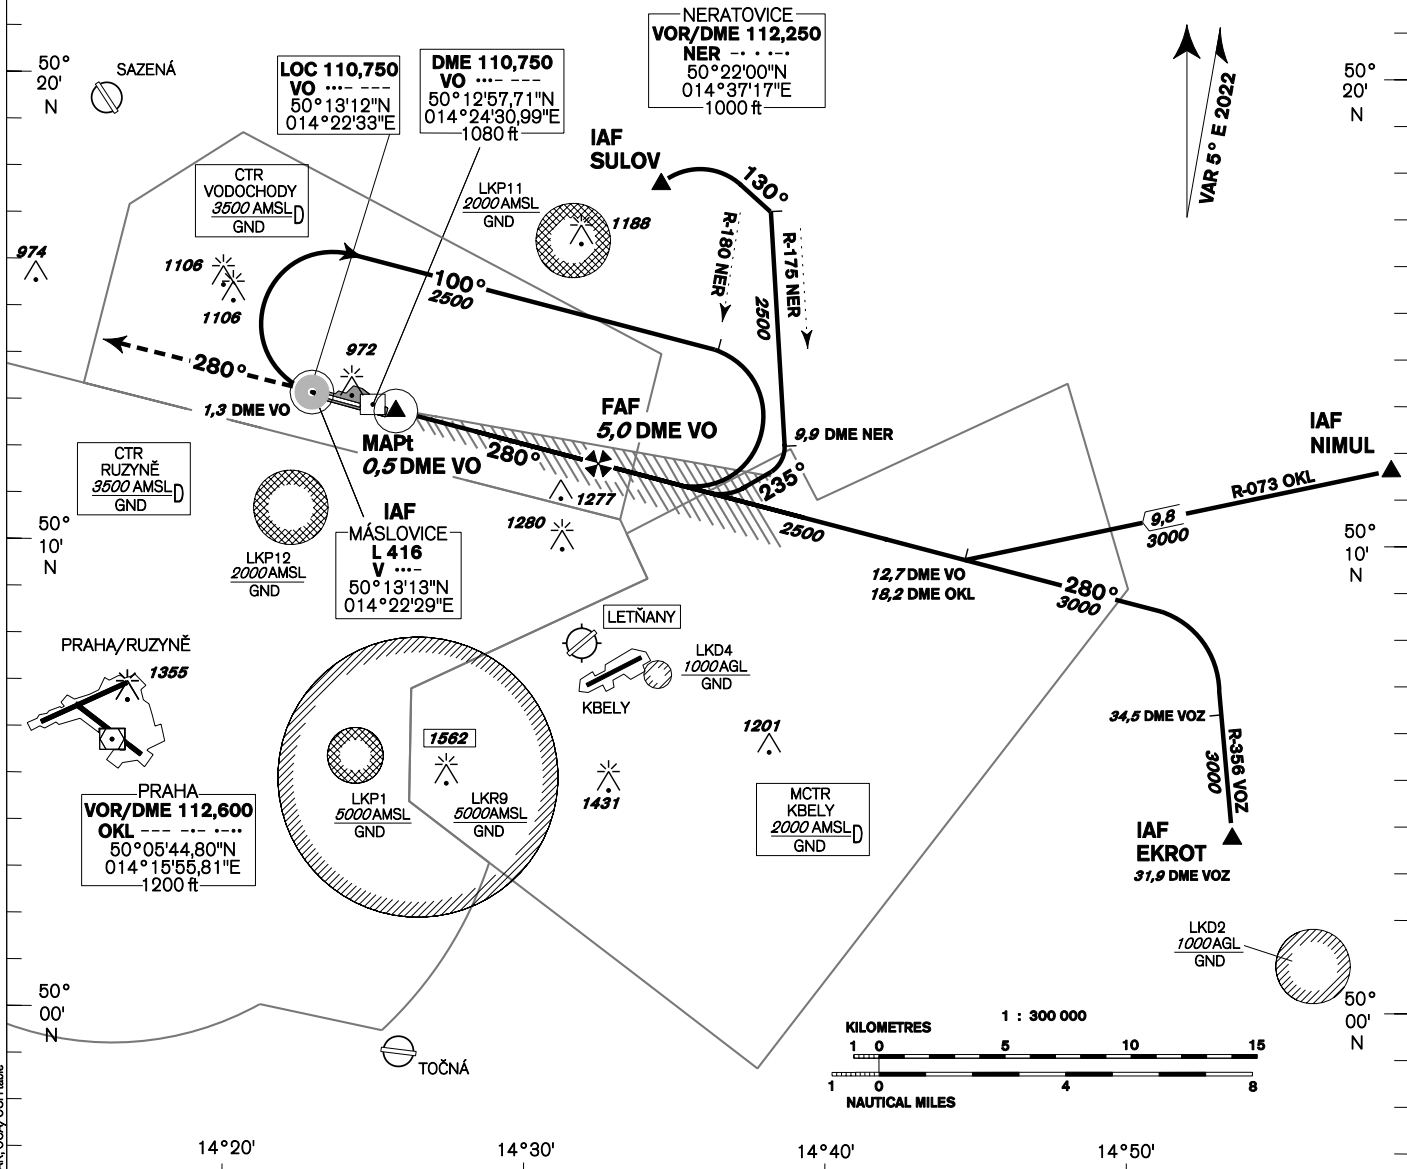 50°
20'
N
SAZENÁ
LOC 110,750
VO ···– –––
50°13'12"N
014°22'33"E
DME 110,750
VO ···– –––
50°12'57,71"N
014°24'30,99"E
1080 ft
NERATOVICE
VOR/DME 112,250
NER –· · ·–·
50°22'00"N
014°37'17"E
1000 ft
VAR 5° E 2022
50°
20'
N
IAF
SULOV
130°
CTR
VODOCHODY
3500 AMSL D
GND
LKP11
2000 AMSL
GND
1188
R-180 NER
R-175 NER
2500
974
1106
1106
100°
2500
972
280°
1,3 DME VO
MAPt
0,5 DME VO
280°
FAF
5,0 DME VO
9,9 DME NER
235°
2500
IAF
NIMUL
R-073 OKL
9,8
3000
CTR
RUZYNĚ
3500 AMSL D
GND
1277
1280
50°
10'
N
LKP12
2000 AMSL
GND
IAF
MÁSLOVICE
L 416
V ···–
50°13'13"N
014°22'29"E
12,7 DME VO
18,2 DME OKL
280°
3000
50°
10'
N
LETŇANY
PRAHA/RUZYNĚ
1355
LKD4
1000 AGL
GND
KBELY
34,5 DME VOZ
R-356 VOZ
3000
1562
1201
1431
LKP1
5000 AMSL
GND
LKR9
5000 AMSL
GND
MCTR
KBELY
2000 AMSL D
GND
PRAHA
VOR/DME 112,600
OKL ––– –·– ·–··
50°05'44,80"N
014°15'55,81"E
1200 ft
IAF
EKROT
31,9 DME VOZ
LKD2
1000 AGL
GND
50°
00'
N
50°
00'
N
TOČNÁ
1 : 300 000
KILOMETRES
1 0 5 10 15
1 0 4 8
NAUTICAL MILES
14°20' 14°30' 14°40' 14°50'